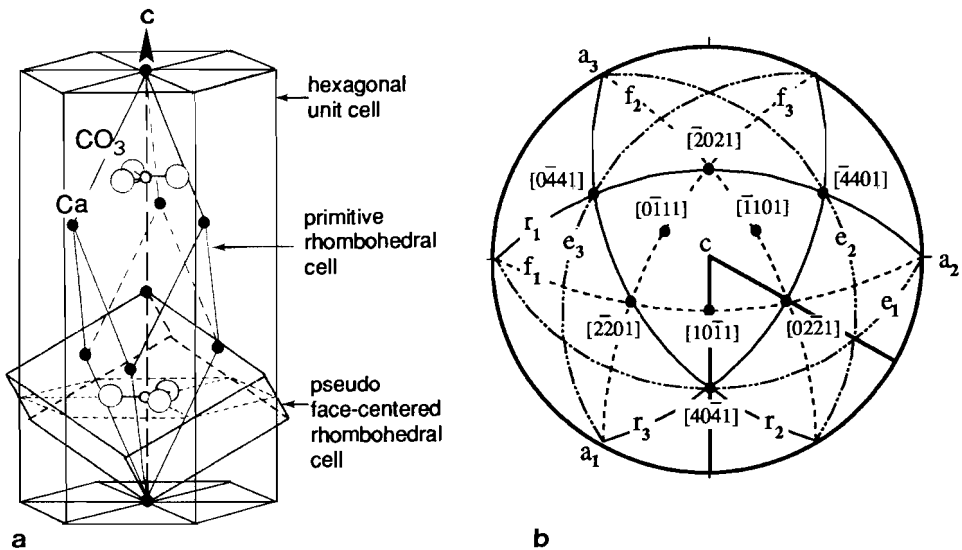 c
hexagonal
unit cell
CO₃
Ca
primitive
rhombohedral
cell
pseudo
face-centered
rhombohedral
cell
a
a₃
f₂
f₃
[2̄021]
[04̄41]
[4̄401]
[01̄11]
[1̄101]
r₁
e₃
c
e₂
a₂
f₁
e₁
[22̄01]
[101̄1]
[022̄1]
[404̄1]
r₃
r₂
a₁
b